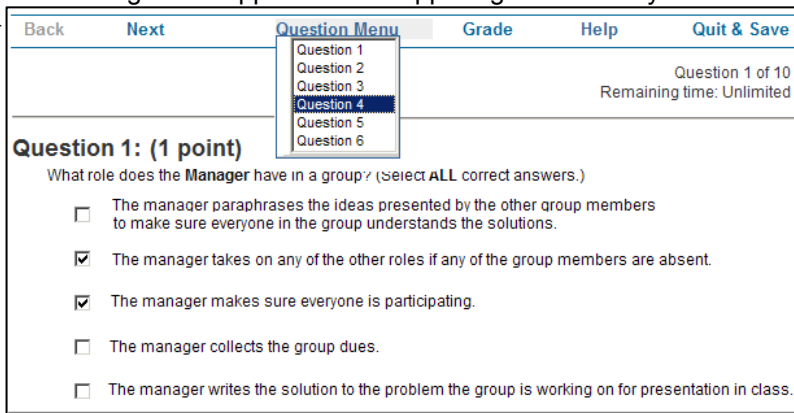 Back Next Question Menu Grade Help Quit & Save
Question 1
Question 2
Question 3
Question 4
Question 5
Question 6
Question 1 of 10
Remaining time: Unlimited
Question 1: (1 point)
What role does the Manager have in a group? (Select ALL correct answers.)
The manager paraphrases the ideas presented by the other group members
to make sure everyone in the group understands the solutions.
The manager takes on any of the other roles if any of the group members are absent.
The manager makes sure everyone is participating.
The manager collects the group dues.
The manager writes the solution to the problem the group is working on for presentation in class.